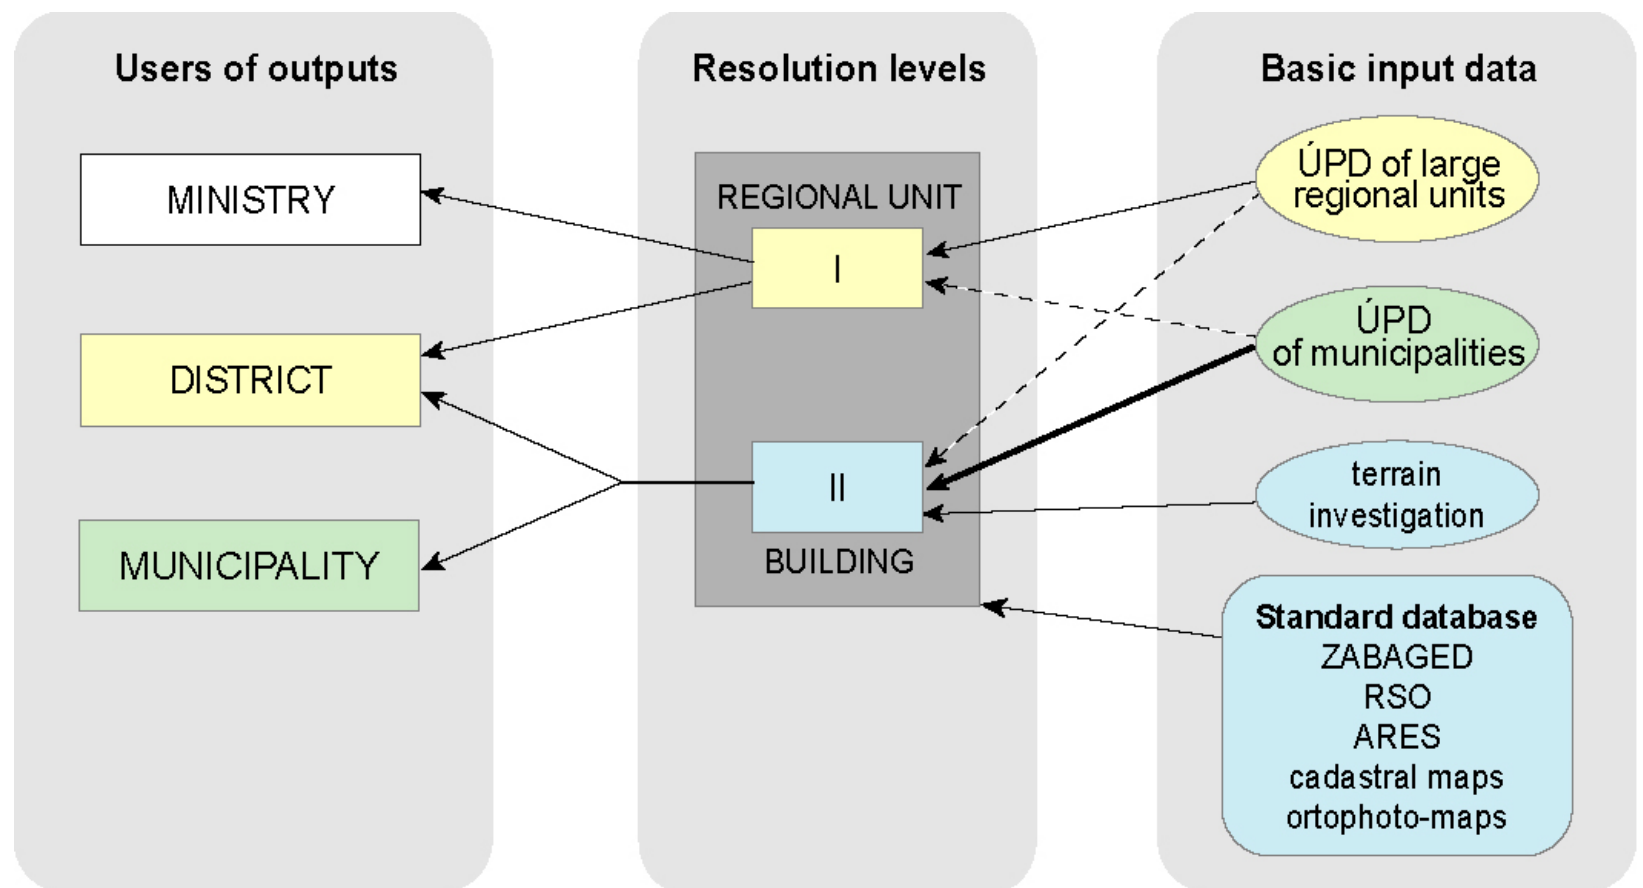 Users of outputs
MINISTRY
DISTRICT
MUNICIPALITY
Resolution levels
REGIONAL UNIT
I
II
BUILDING
Basic input data
ÚPD of large
regional units
ÚPD
of municipalities
terrain
investigation
Standard database
ZABAGED
RSO
ARES
cadastral maps
ortophoto-maps